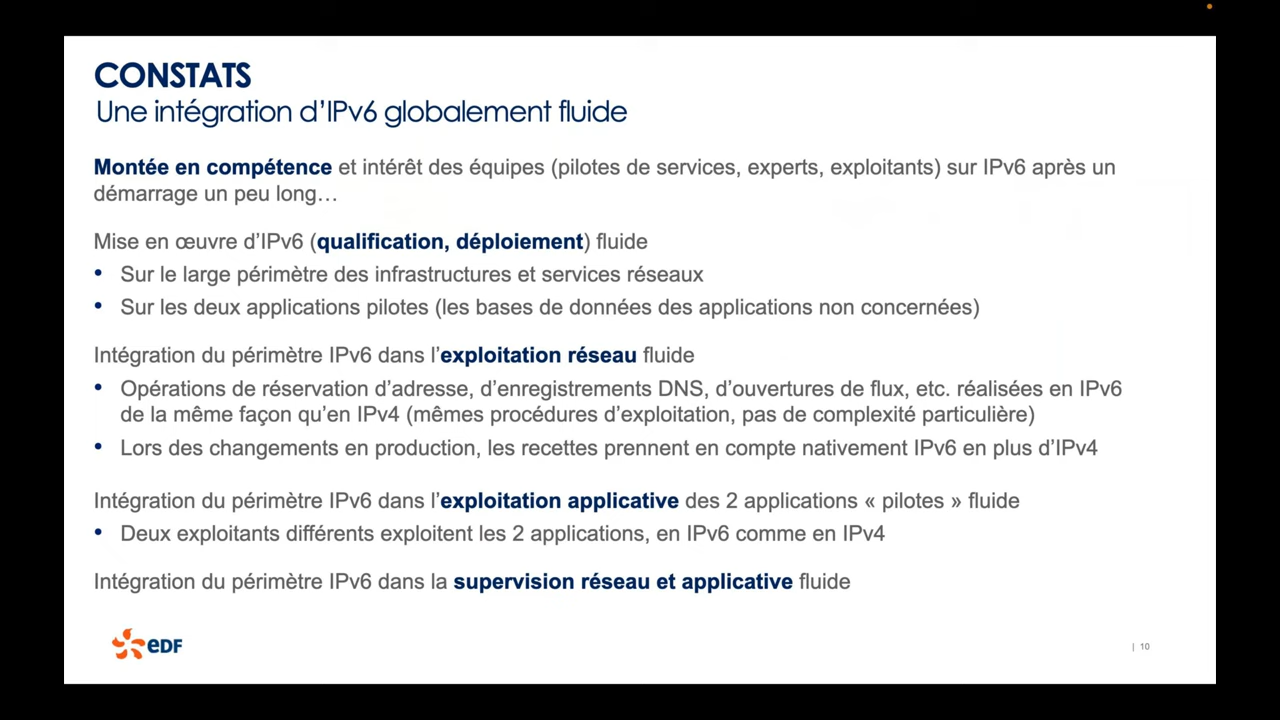 CONSTATS
Une intégration d'IPv6 globalement fluide
Montée en compétence et intérêt des équipes (pilotes de services, experts, exploitants) sur IPv6 après un
démarrage un peu long…
Mise en œuvre d'IPv6 (qualification, déploiement) fluide
• Sur le large périmètre des infrastructures et services réseaux
• Sur les deux applications pilotes (les bases de données des applications non concernées)
Intégration du périmètre IPv6 dans l'exploitation réseau fluide
• Opérations de réservation d'adresse, d'enregistrements DNS, d'ouvertures de flux, etc. réalisées en IPv6
de la même façon qu'en IPv4 (mêmes procédures d'exploitation, pas de complexité particulière)
• Lors des changements en production, les recettes prennent en compte nativement IPv6 en plus d'IPv4
Intégration du périmètre IPv6 dans l'exploitation applicative des 2 applications « pilotes » fluide
• Deux exploitants différents exploitent les 2 applications, en IPv6 comme en IPv4
Intégration du périmètre IPv6 dans la supervision réseau et applicative fluide
eDF
| 10